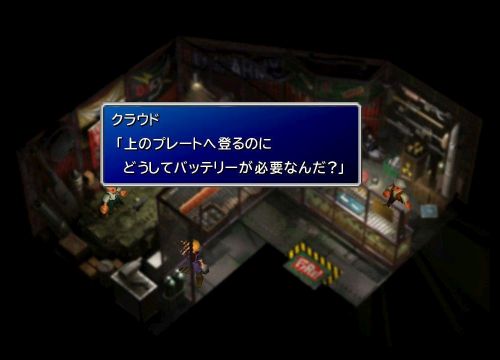 クラウド
「上のプレートへ登るのに
どうしてバッテリーが必要なんだ？」